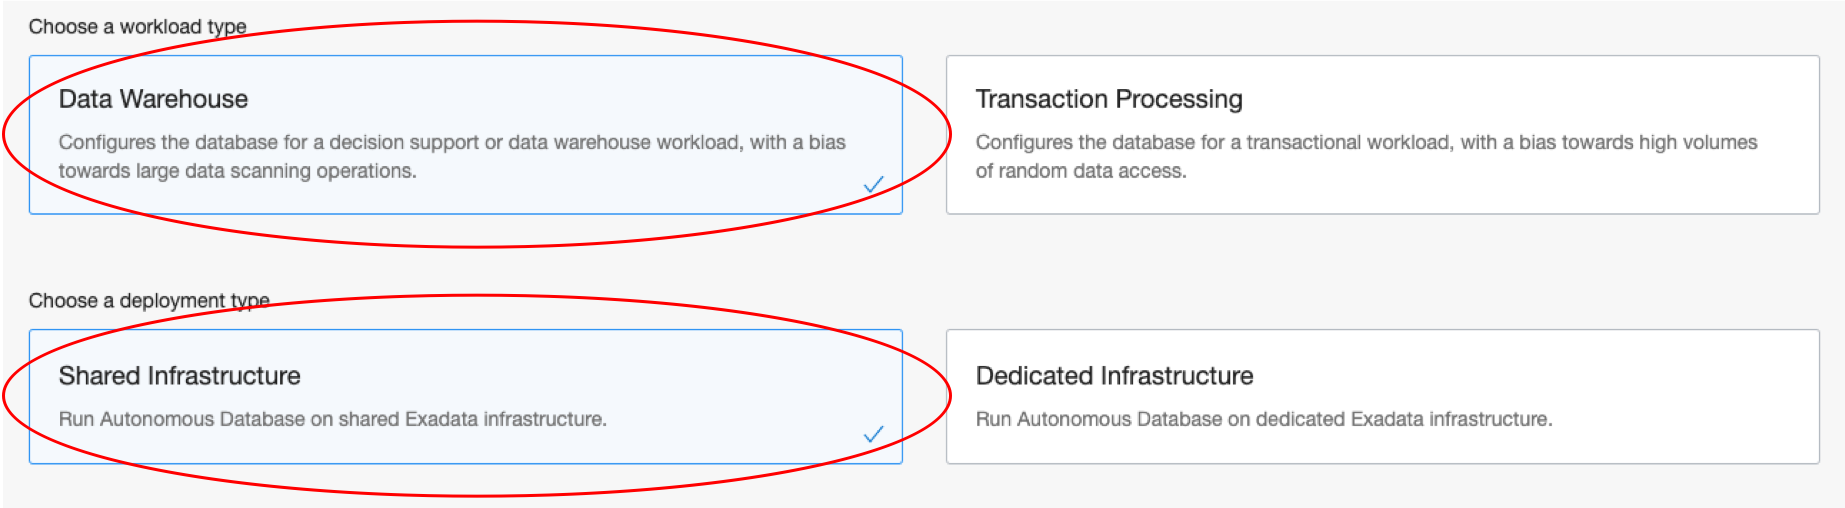 Choose a workload type
Data Warehouse
Configures the database for a decision support or data warehouse workload, with a bias
towards large data scanning operations.
Transaction Processing
Configures the database for a transactional workload, with a bias towards high volumes
of random data access.
Choose a deployment type
Shared Infrastructure
Run Autonomous Database on shared Exadata infrastructure.
Dedicated Infrastructure
Run Autonomous Database on dedicated Exadata infrastructure.